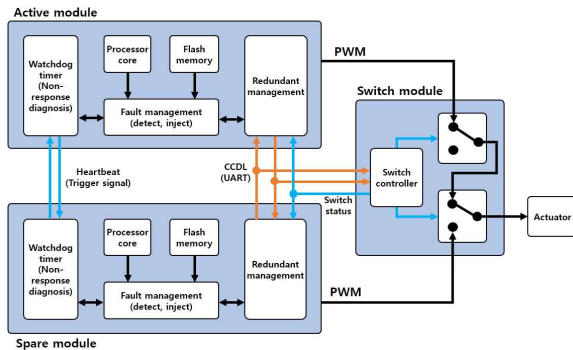 Active module
Watchdog
timer
(Non-
response
diagnosis)
Processor
core
Flash
memory
Redundant
management
Fault management
(detect, inject)
PWM
Switch module
Heartbeat
(Trigger signal)
CCDL
(UART)
Switch
controller
Switch
status
Actuator
Watchdog
timer
(Non-
response
diagnosis)
Processor
core
Flash
memory
Redundant
management
Fault management
(detect, inject)
PWM
Spare module